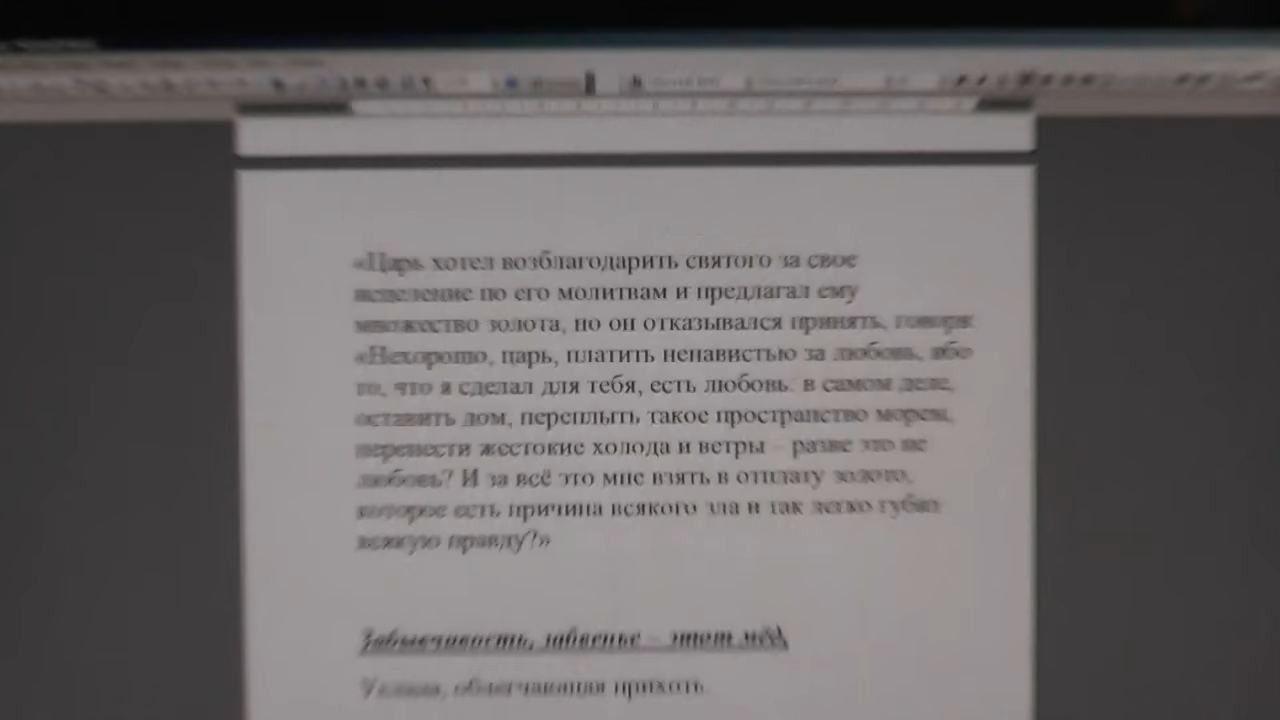 «Царь хотел возблагодарить святого за свое
исцеление по его молитвам и предлагал ему
множество золота, но он отказывался принять, говоря:
«Нехорошо, царь, платить ненавистью за любовь, ибо
то, что я сделал для тебя, есть любовь: в самом деле,
оставить дом, переплыть такое пространство морем,
перенести жестокие холода и ветры – разве это не
любовь? И за всё это мне взять в отплату золото,
которое есть причина всякого зла и так легко губит
всякую правду?»
Забывчивость, забвенье – этот мёд
облегчающая прихоть